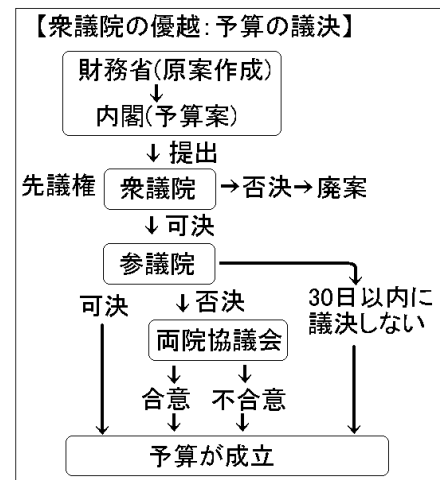 【衆議院の優越:予算の議決】
財務省(原案作成)
↓
内閣(予算案)
↓提出
先議権 衆議院 →否決→廃案
↓可決
参議院
可決 ↓否決 30日以内に
議決しない
両院協議会
↓ ↓
合意 不合意
↓ ↓
予算が成立